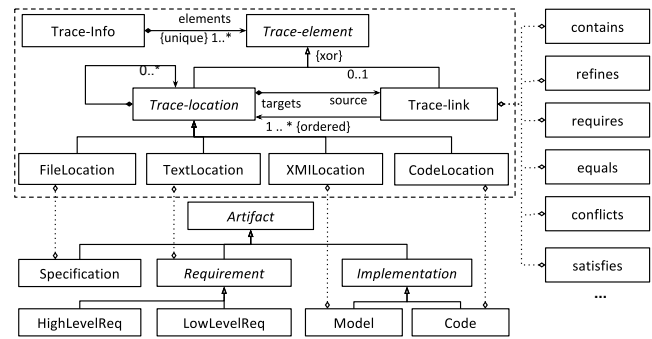 elements
Trace-Info
Trace-element
contains
{unique} 1..*
{xor}
0..*
0..1
refines
Trace-location
targets
source
Trace-link
1 .. * {ordered}
requires
FileLocation
TextLocation
XMILocation
CodeLocation
equals
Artifact
conflicts
Specification
Requirement
Implementation
satisfies
...
HighLevelReq
LowLevelReq
Model
Code